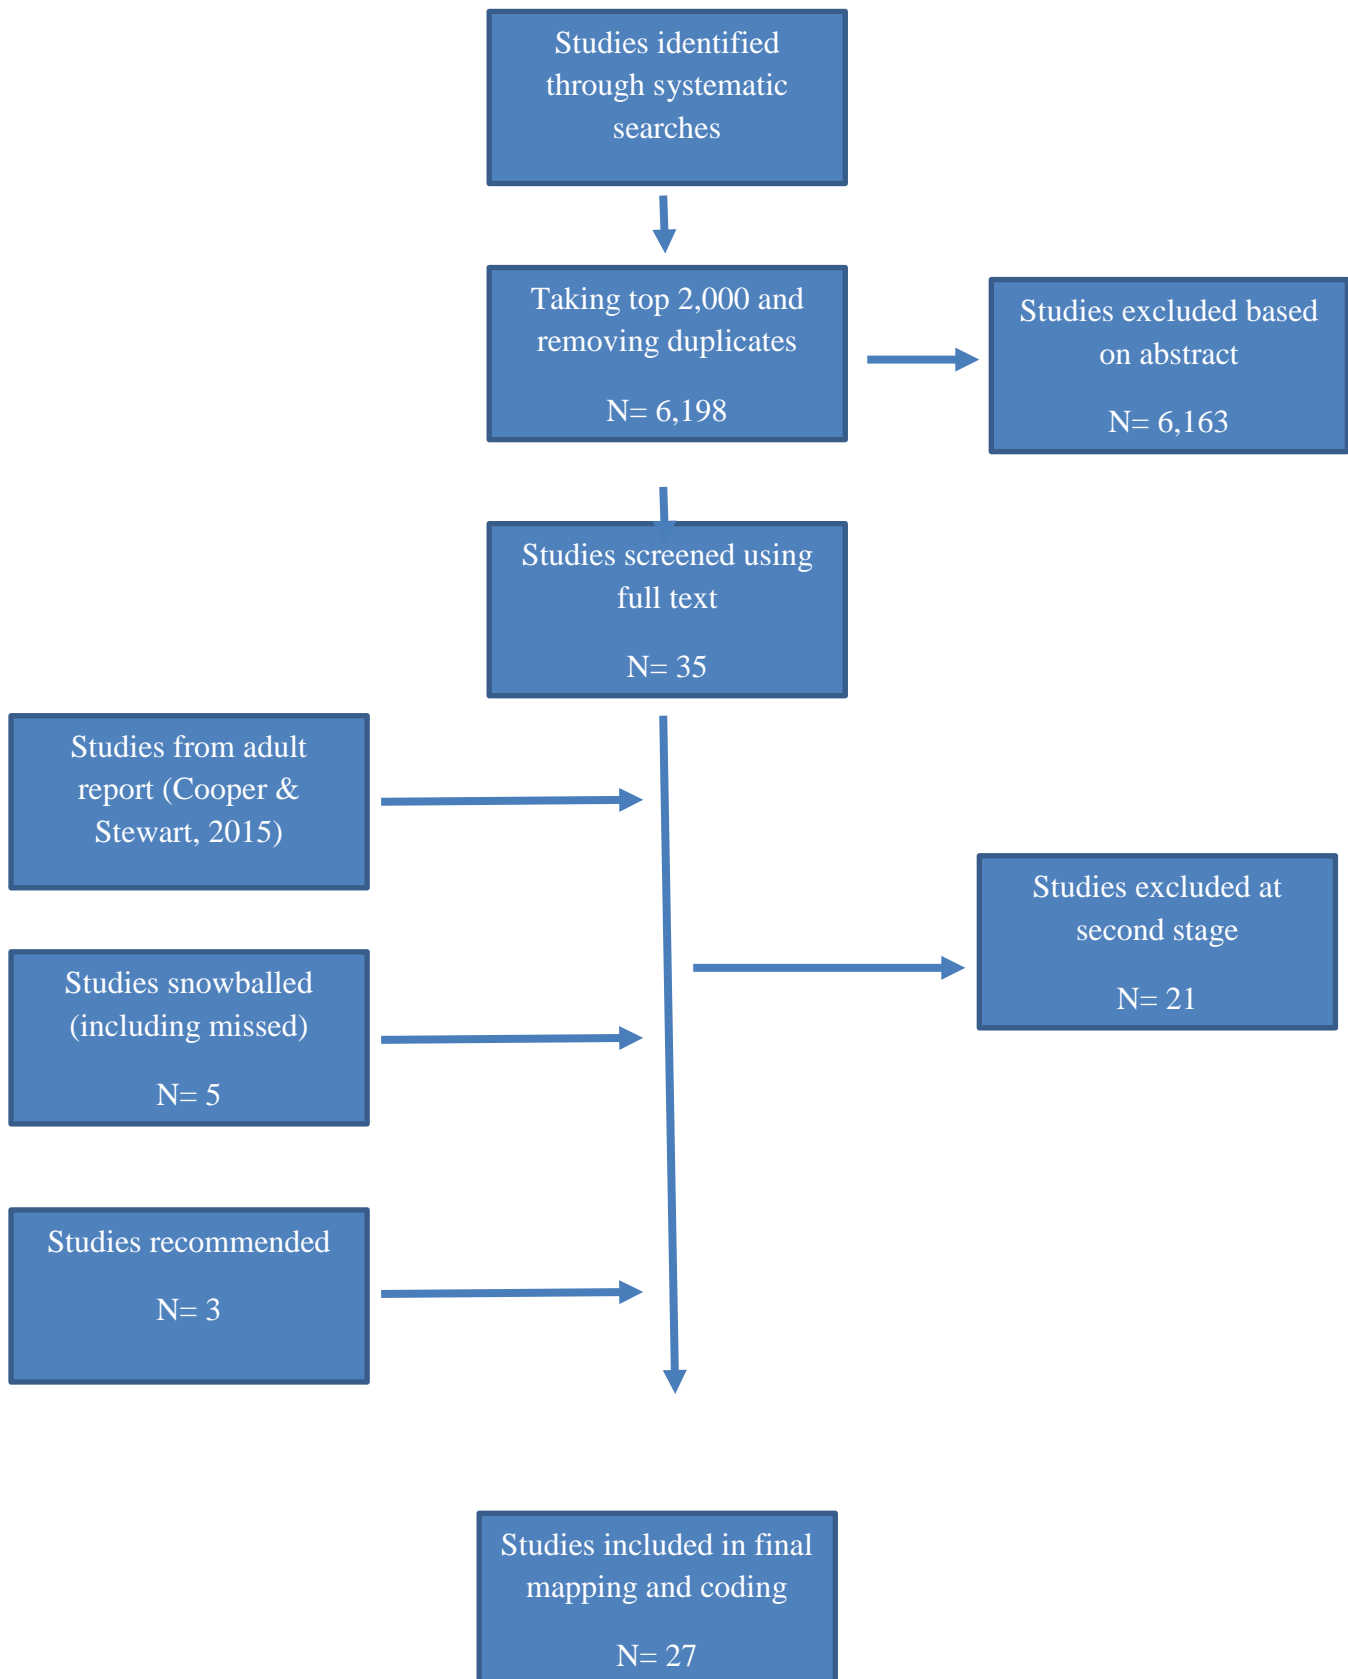 Studies identified
through systematic
searches
Taking top 2,000 and
removing duplicates
N= 6,198
Studies excluded based
on abstract
N= 6,163
Studies screened using
full text
N= 35
Studies from adult
report (Cooper &
Stewart, 2015)
Studies excluded at
second stage
N= 21
Studies snowballed
(including missed)
N= 5
Studies recommended
N= 3
Studies included in final
mapping and coding
N= 27